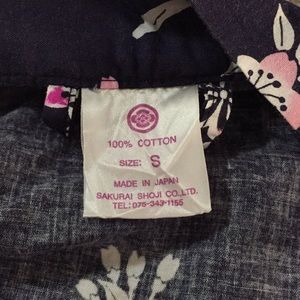 100% COTTON
SIZE: S
MADE IN JAPAN
SAKURAI SHOJI CO.,LTD.
TEL: 075-343-1155